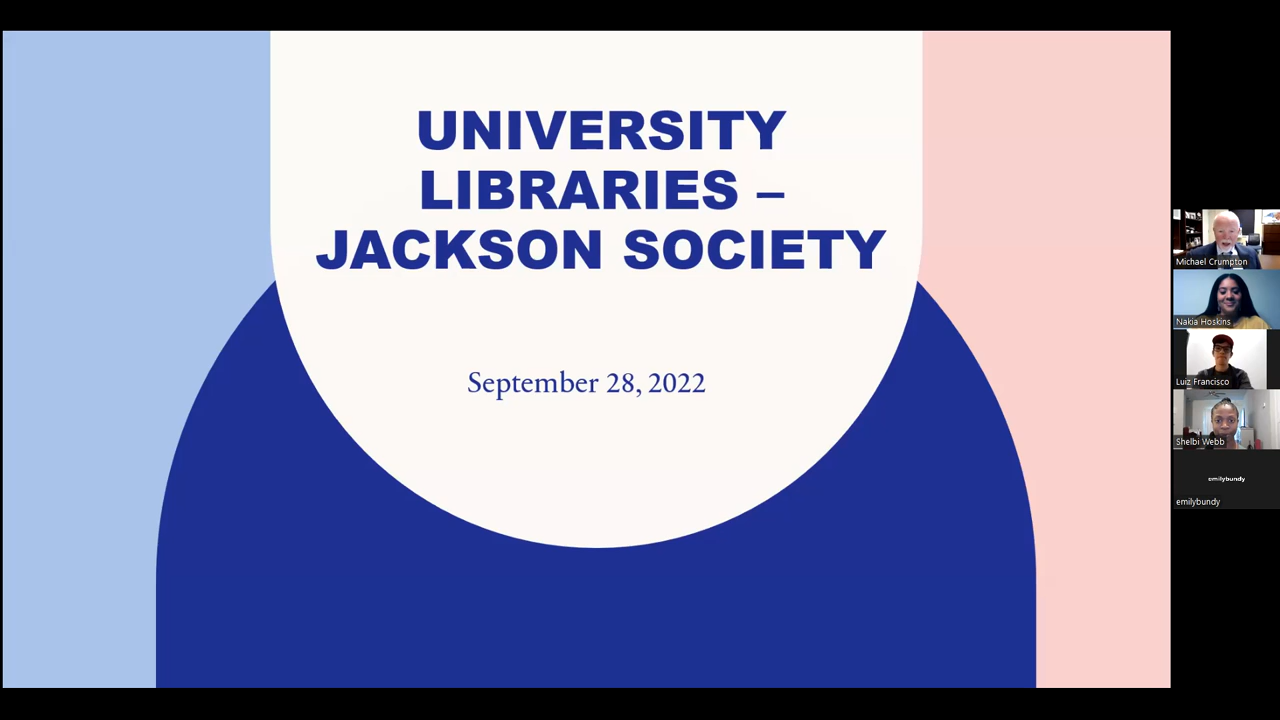 UNIVERSITY
LIBRARIES –
JACKSON SOCIETY
September 28, 2022
Michael Crumpton
Nakia Hoskins
Luiz Francisco
Shelbi Webb
emilybundy
emilybundy